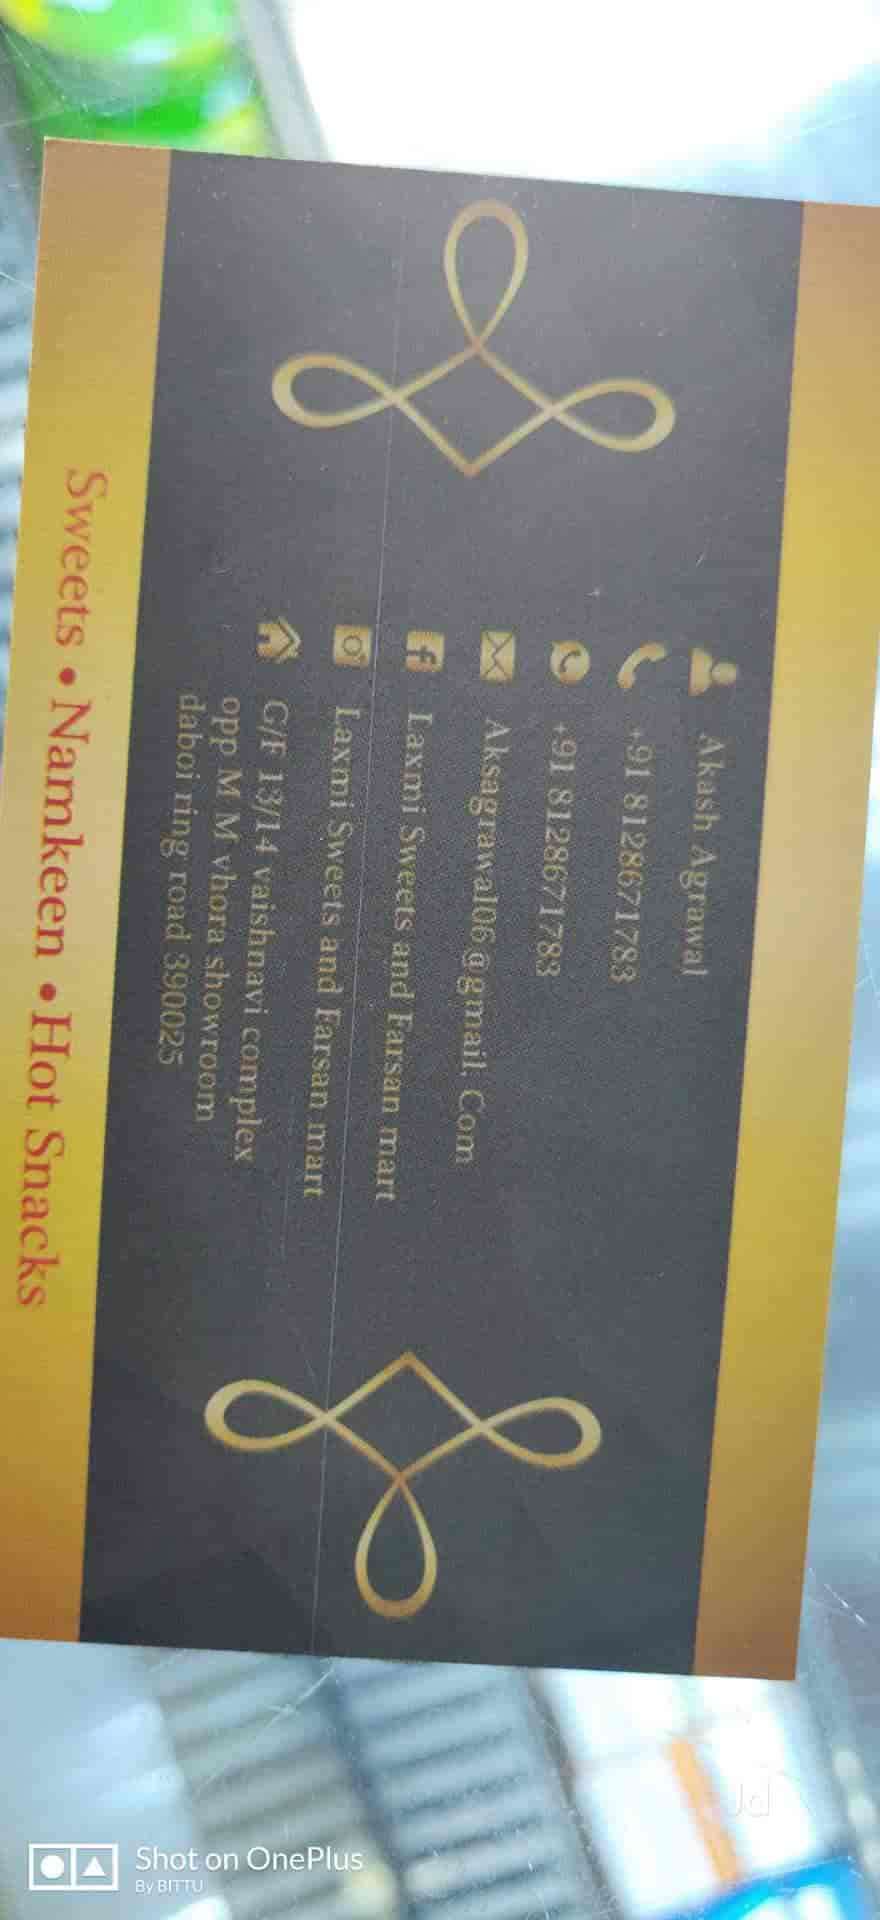 Akash Agrawal
+91 8128671783
+91 8128671783
Aksagrawal06@gmail. Com
Laxmi Sweets and Farsan mart
Laxmi Sweets and Farsan mart
G/F 13/14 vaishnavi complex
opp M M vhora showroom
daboi ring road 390025
Sweets • Namkeen • Hot Snacks
Jd
Shot on OnePlus
By BITTU